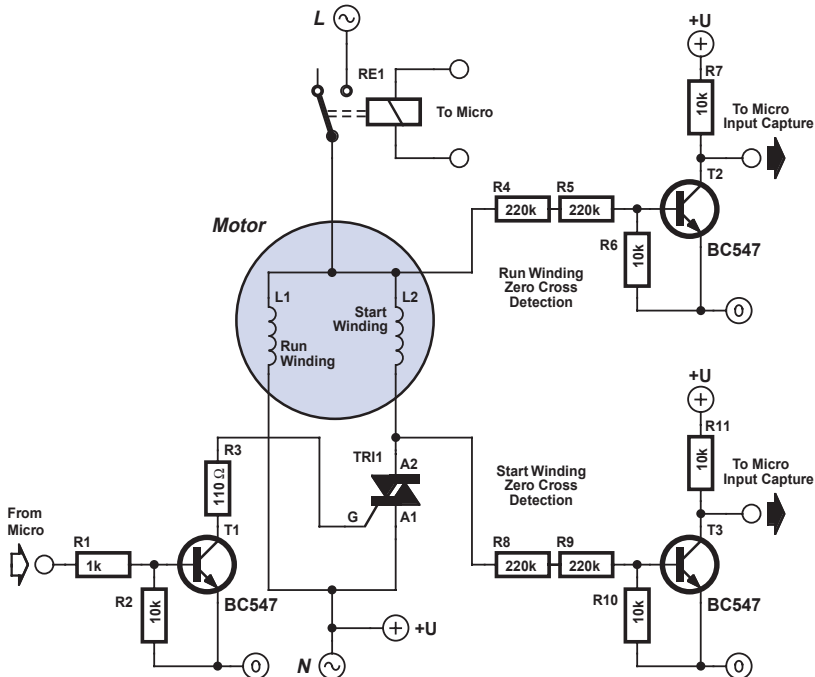 L
RE1
To Micro
+U
R7
10k
To Micro
Input Capture
T2
BC547
R4
220k
R5
220k
R6
10k
Run Winding
Zero Cross
Detection
0
Motor
L1
Run
Winding
L2
Start
Winding
R3
110 Ω
TRI1
A2
A1
G
From
Micro
R1
1k
R2
10k
T1
BC547
0
+U
N
Start Winding
Zero Cross
Detection
R8
220k
R9
220k
R10
10k
+U
R11
10k
To Micro
Input Capture
T3
BC547
0